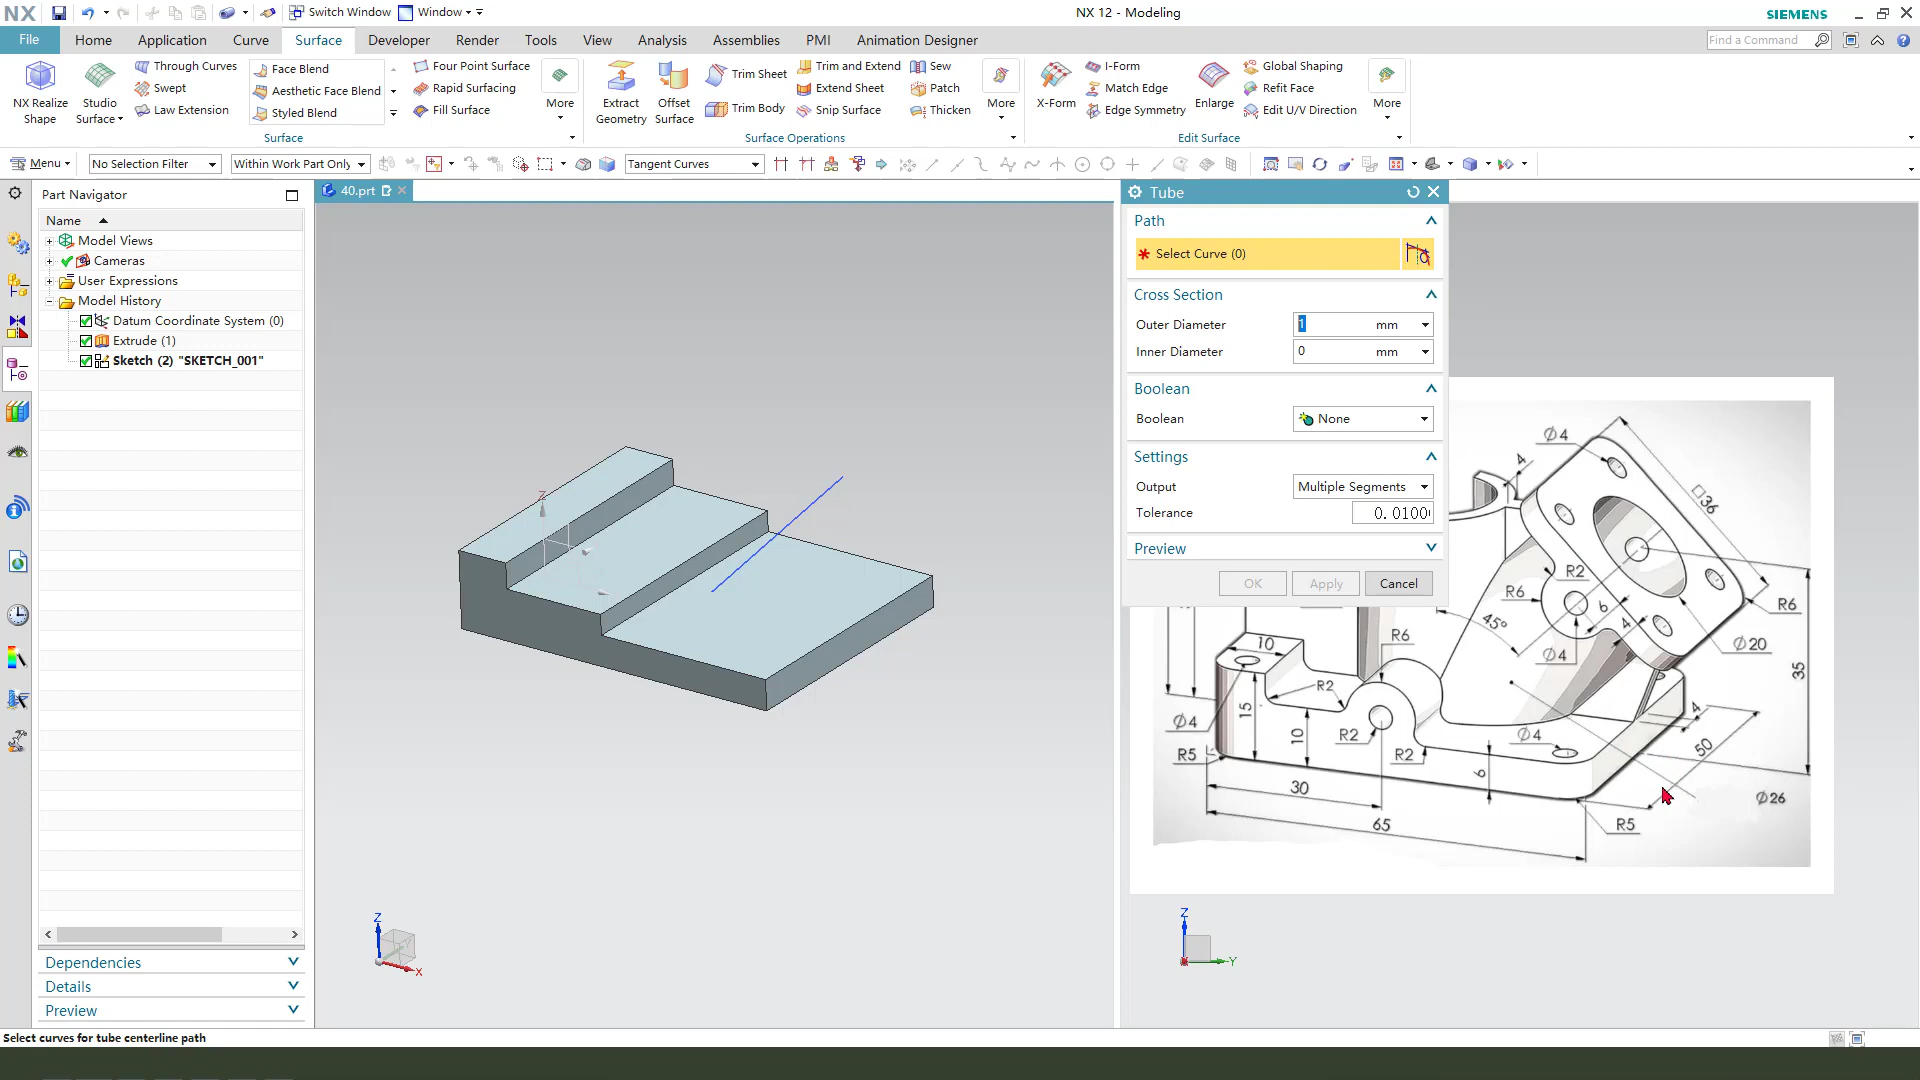 NX
Switch Window
Window
NX 12 - Modeling
SIEMENS
File
Home
Application
Curve
Surface
Developer
Render
Tools
View
Analysis
Assemblies
PMI
Animation Designer
Find a Command
NX Realize Shape
Studio Surface
Through Curves
Swept
Law Extension
Face Blend
Aesthetic Face Blend
Styled Blend
Four Point Surface
Rapid Surfacing
Fill Surface
More
Surface
Extract Geometry
Offset Surface
Trim Sheet
Trim Body
Trim and Extend
Extend Sheet
Snip Surface
Sew
Patch
Thicken
More
Surface Operations
X-Form
I-Form
Match Edge
Edge Symmetry
Enlarge
Global Shaping
Refit Face
Edit U/V Direction
More
Edit Surface
Menu
No Selection Filter
Within Work Part Only
Tangent Curves
Part Navigator
Name
Model Views
Cameras
User Expressions
Model History
Datum Coordinate System (0)
Extrude (1)
Sketch (2) "SKETCH_001"
Dependencies
Details
Preview
40.prt
Z
Z
X
Tube
Path
* Select Curve (0)
Cross Section
Outer Diameter
1
mm
Inner Diameter
0
mm
Boolean
Boolean
None
Settings
Output
Multiple Segments
Tolerance
0.0100
Preview
OK
Apply
Cancel
Ø4
4
□36
R2
R6
6
4
R6
45°
Ø4
Ø20
35
10
R6
R2
15
Ø4
10
R2
R2
Ø4
4
50
R5
6
30
Ø26
65
R5
Z
Y
Select curves for tube centerline path